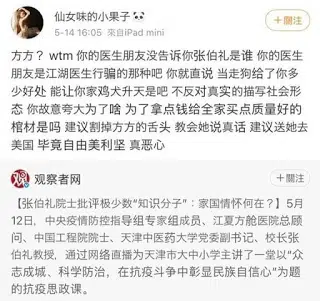 仙女味的小果子🐼
5-14 16:05 来自iPad mini
+關注
方方？ wtm 你的医生朋友没告诉你张伯礼是谁 你的医生
朋友是江湖医生行骗的那种吧 你就直说 当走狗给了你多
少好处 能让你家鸡犬升天是吧 不反对真实的描写社会形
态 你故意夸大为了啥 为了拿点钱给全家买点质量好的
棺材是吗 建议割掉方方的舌头 教会她说真话 建议送她去
美国 毕竟自由美利坚 真恶心
观察者网
+關注
【张伯礼院士批评极少数“知识分子”：家国情怀何在？】5月
12日，中央疫情防控指导组专家组成员、江夏方舱医院总顾
问、中国工程院院士、天津中医药大学党委副书记、校长张
伯礼教授，通过网络直播为天津市大中小学主讲了一堂以“众
志成城、科学防治，在抗疫斗争中彰显民族自信心”为题
的抗疫思政课。